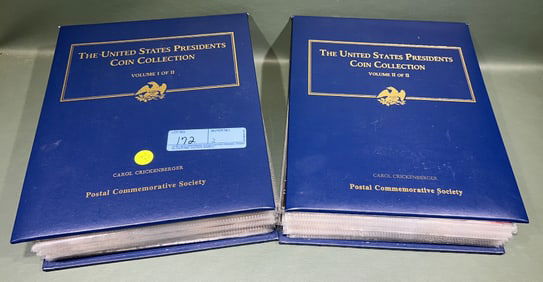 THE UNITED STATES PRESIDENTS
COIN COLLECTION
VOLUME I OF II
172
2
CAROL CRICKENBERGER
Postal Commemorative Society
THE UNITED STATES PRESIDENTS
COIN COLLECTION
VOLUME II OF II
CAROL CRICKENBERGER
Postal Commemorative Society